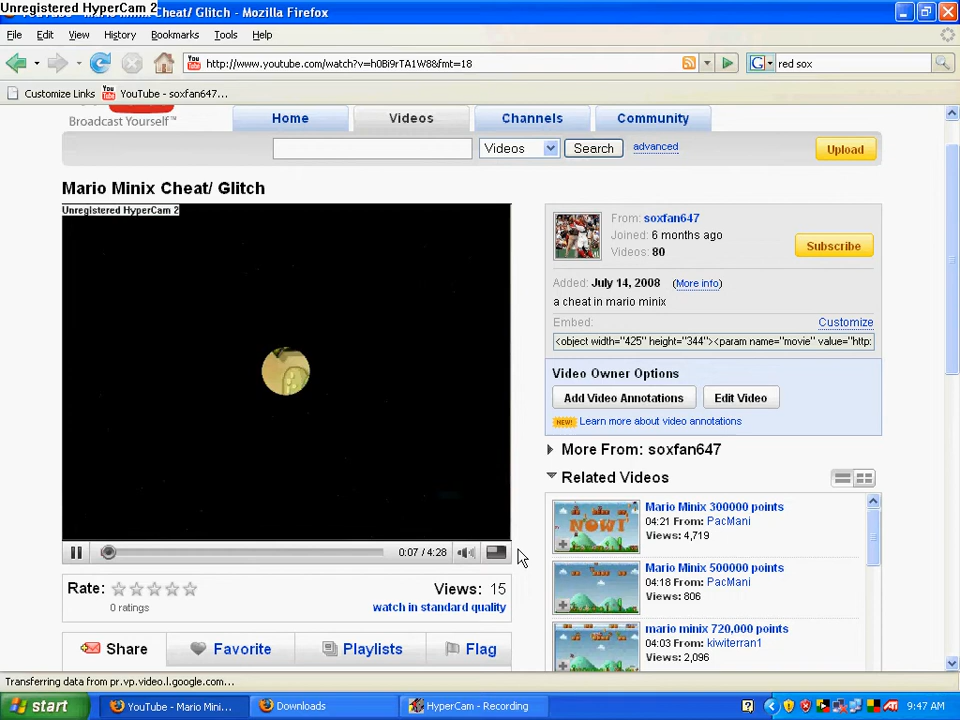 Unregistered HyperCam 2
Mario Minix Cheat/ Glitch - Mozilla Firefox
File Edit View History Bookmarks Tools Help
http://www.youtube.com/watch?v=h0Bi9rTA1W8&fmt=18
red sox
Customize Links YouTube - soxfan647...
Broadcast Yourself™
Home Videos Channels Community
Videos Search advanced Upload
Mario Minix Cheat/ Glitch
Unregistered HyperCam 2
From: soxfan647
Joined: 6 months ago
Videos: 80
Subscribe
Added: July 14, 2008 (More info)
a cheat in mario minix
Embed: Customize
<object width="425" height="344"><param name="movie" value="http:
Video Owner Options
Add Video Annotations Edit Video
NEW! Learn more about video annotations
More From: soxfan647
Related Videos
NOW!
Mario Minix 300000 points
04:21 From: PacMani
Views: 4,719
Mario Minix 500000 points
04:18 From: PacMani
Views: 806
mario minix 720,000 points
04:03 From: kiwiterran1
Views: 2,096
0:07 / 4:28
Rate: Views: 15
0 ratings watch in standard quality
Share Favorite Playlists Flag
Transferring data from pr.vp.video.l.google.com...
start YouTube - Mario Mini... Downloads HyperCam - Recording 9:47 AM